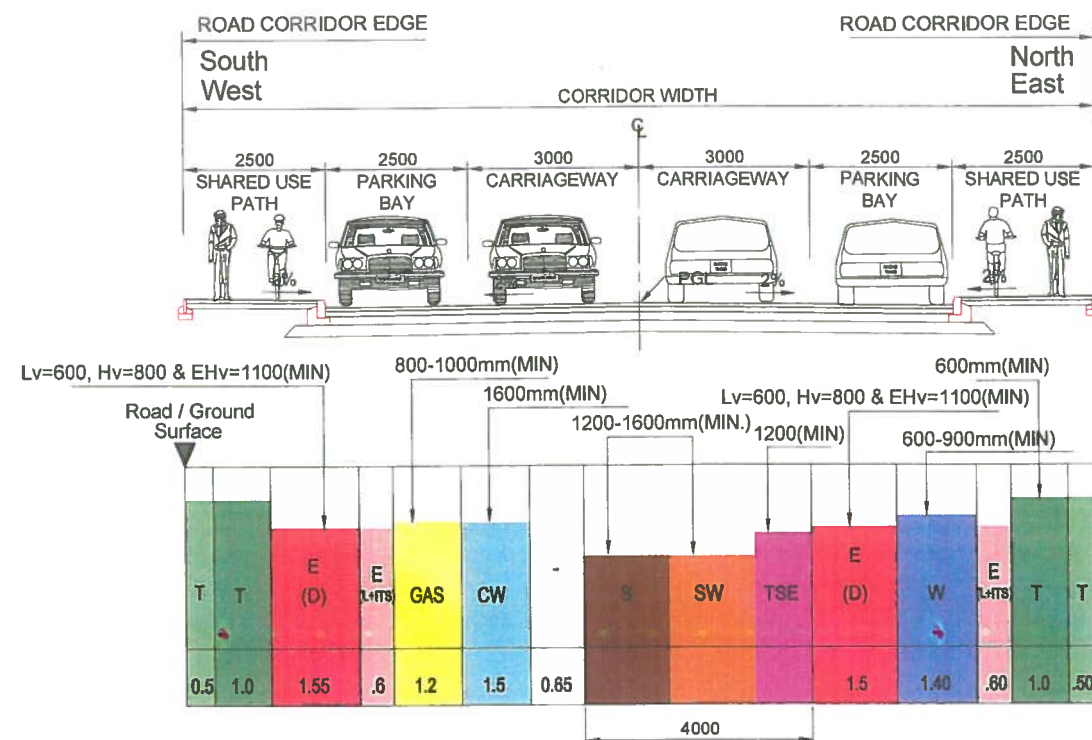 ROAD CORRIDOR EDGE
ROAD CORRIDOR EDGE
South
West
North
East
CORRIDOR WIDTH
℄
2500
2500
3000
3000
2500
2500
SHARED USE
PATH
PARKING
BAY
CARRIAGEWAY
CARRIAGEWAY
PARKING
BAY
SHARED USE
PATH
PGL
2%
2%
Lv=600, Hv=800 & EHv=1100(MIN)
800-1000mm(MIN)
1600mm(MIN)
1200-1600mm(MIN.)
Lv=600, Hv=800 & EHv=1100(MIN)
1200(MIN)
600mm(MIN)
600-900mm(MIN)
Road / Ground
Surface
T
T
E
(D)
E
(L+ITS)
GAS
CW
-
S
SW
TSE
E
(D)
W
E
(L+ITS)
T
T
0.5
1.0
1.55
.6
1.2
1.5
0.65
1.5
1.40
.60
1.0
.50
4000